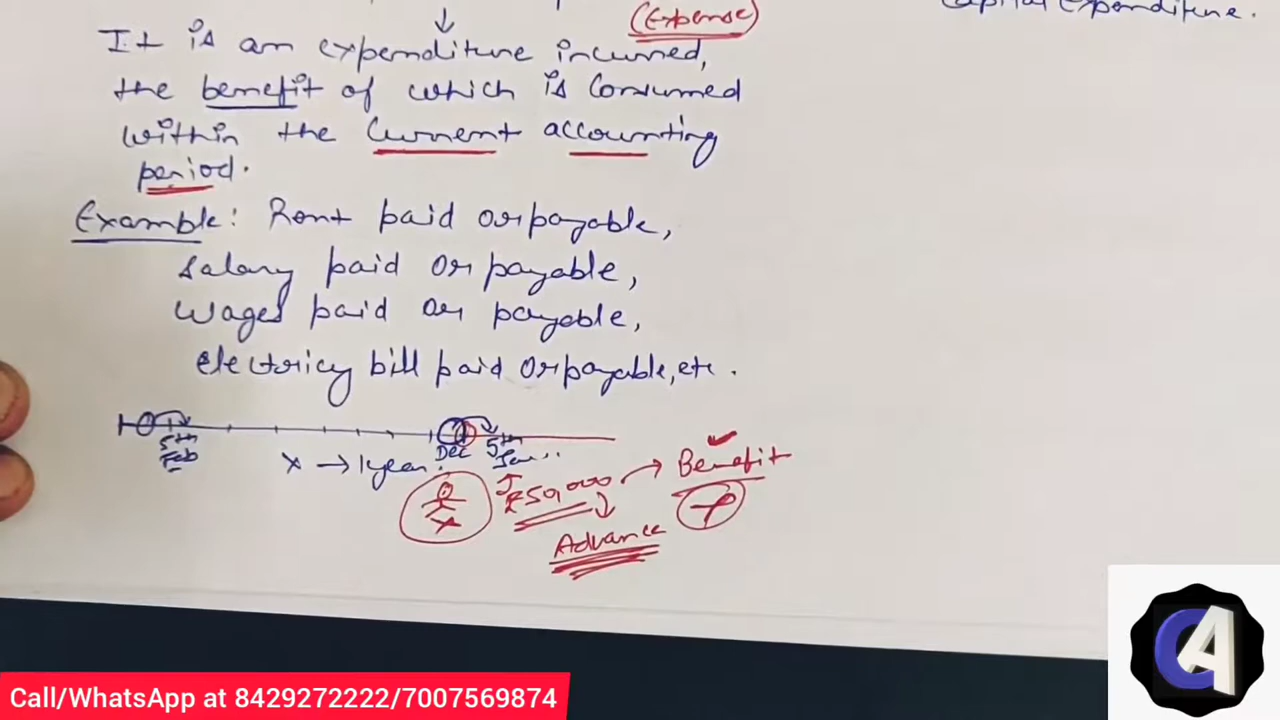 (Expense)
Capital Expenditure.
It is an expenditure incurred,
the benefit of which is Consumed
within the Current accounting
period.
Example: Rent paid or payable,
Salary paid or payable,
Wages paid or payable,
electricy bill paid or payable, etc.
5th
Feb
Dec
5th
Jan..
x → 1 year.
₹50,000 → Benefit
Advance
CA
Call/WhatsApp at 8429272222/7007569874